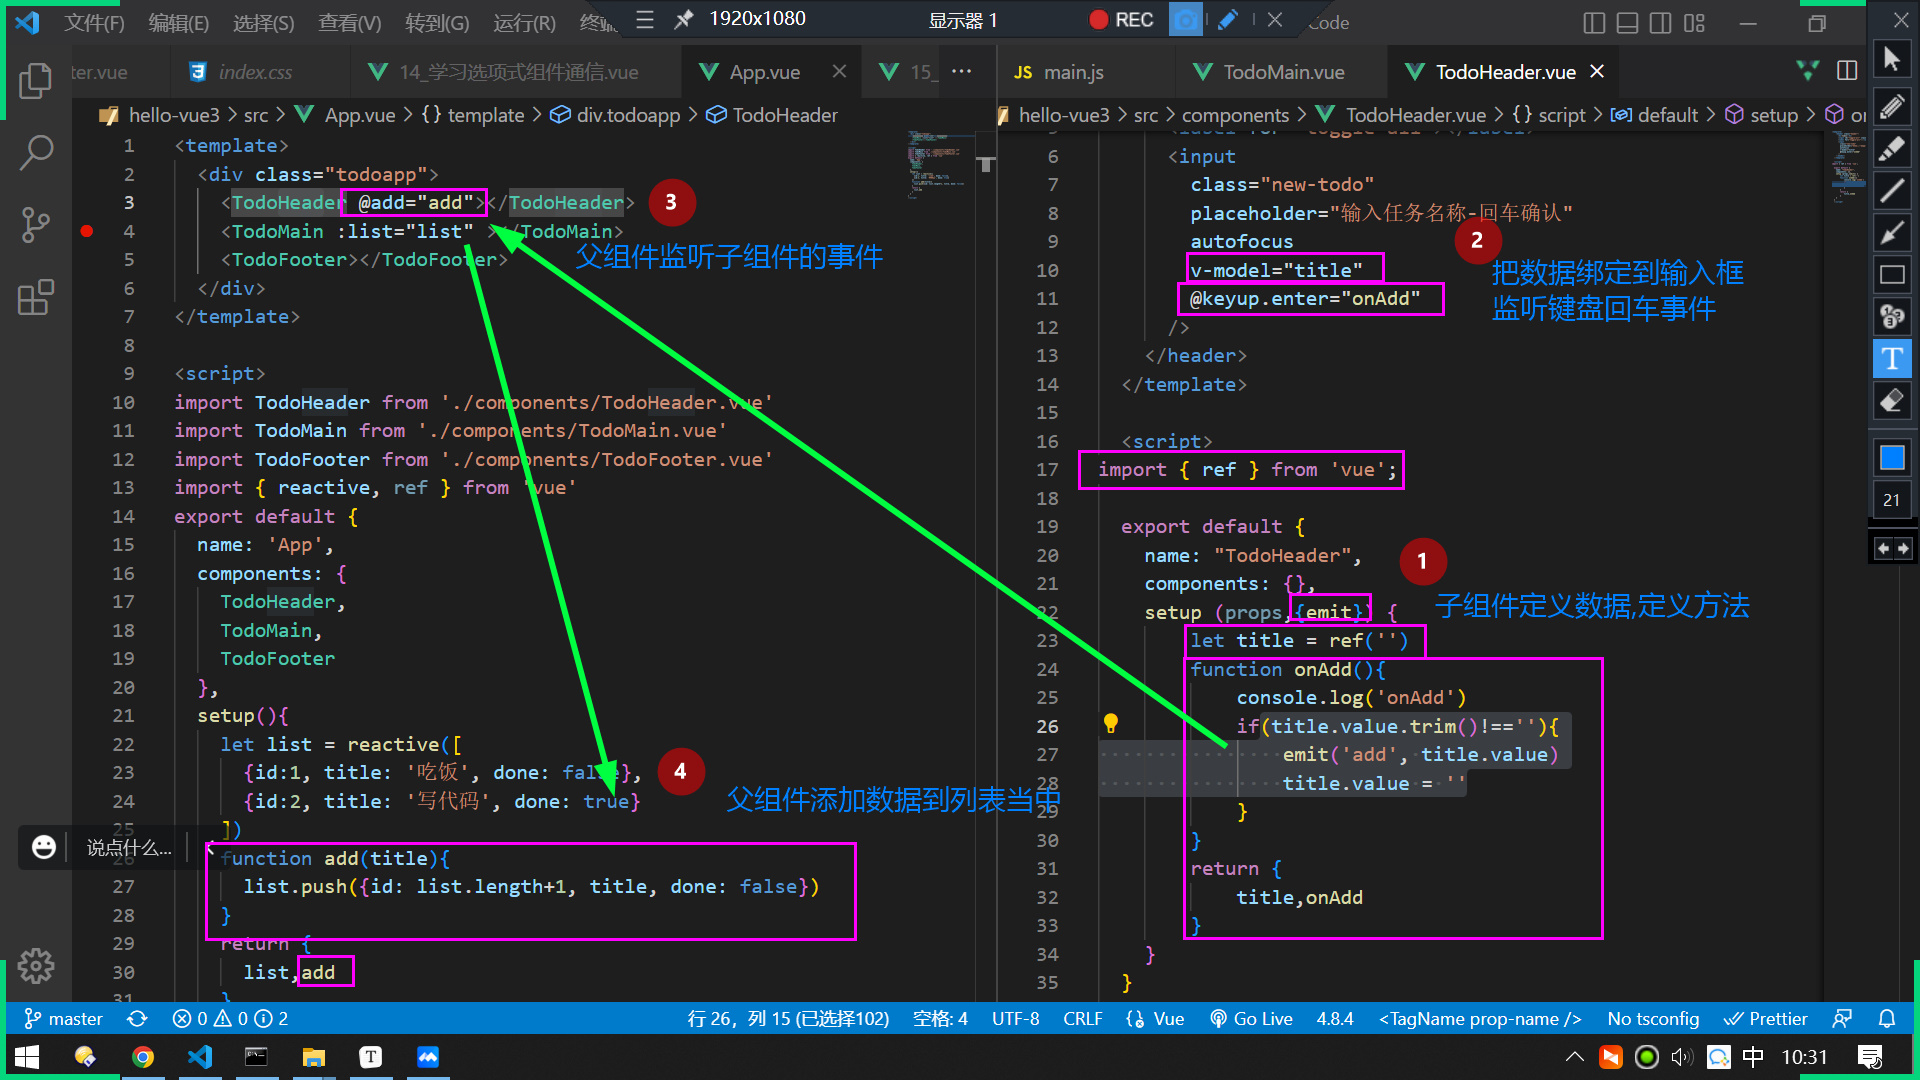 文件(F) 编辑(E) 选择(S) 查看(V) 转到(G) 运行(R) 终端
1920x1080
显示器 1
REC
Code
ter.vue
index.css
14_学习选项式组件通信.vue
App.vue
15_
main.js
TodoMain.vue
TodoHeader.vue
hello-vue3 > src > App.vue > {} template > div.todoapp > TodoHeader
hello-vue3 > src > components > TodoHeader.vue > {} script > default > setup >
1 <template>
2 <div class="todoapp">
3 <TodoHeader @add="add"></TodoHeader>
4 <TodoMain :list="list" ></TodoMain>
5 <TodoFooter></TodoFooter>
6 </div>
7 </template>
8
9 <script>
10 import TodoHeader from './components/TodoHeader.vue'
11 import TodoMain from './components/TodoMain.vue'
12 import TodoFooter from './components/TodoFooter.vue'
13 import { reactive, ref } from 'vue'
14 export default {
15 name: 'App',
16 components: {
17 TodoHeader,
18 TodoMain,
19 TodoFooter
20 },
21 setup(){
22 let list = reactive([
23 {id:1, title: '吃饭', done: false},
24 {id:2, title: '写代码', done: true}
25 ])
26 function add(title){
27 list.push({id: list.length+1, title, done: false})
28 }
29 return {
30 list,add
31 }
3
父组件监听子组件的事件
4
父组件添加数据到列表当中
说点什么...
6 <input
7 class="new-todo"
8 placeholder="输入任务名称-回车确认"
9 autofocus
10 v-model="title"
11 @keyup.enter="onAdd"
12 />
13 </header>
14 </template>
15
16 <script>
17 import { ref } from 'vue';
18
19 export default {
20 name: "TodoHeader",
21 components: {},
22 setup (props,{emit}) {
23 let title = ref('')
24 function onAdd(){
25 console.log('onAdd')
26 if(title.value.trim()!==''){
27 emit('add', title.value)
28 title.value = ''
29 }
30 }
31 return {
32 title,onAdd
33 }
34 }
35 }
2
把数据绑定到输入框
监听键盘回车事件
1
子组件定义数据,定义方法
T
21
master
0 0 2
行 26，列 15 (已选择102)
空格: 4
UTF-8
CRLF
Vue
Go Live
4.8.4
<TagName prop-name />
No tsconfig
Prettier
中
10:31